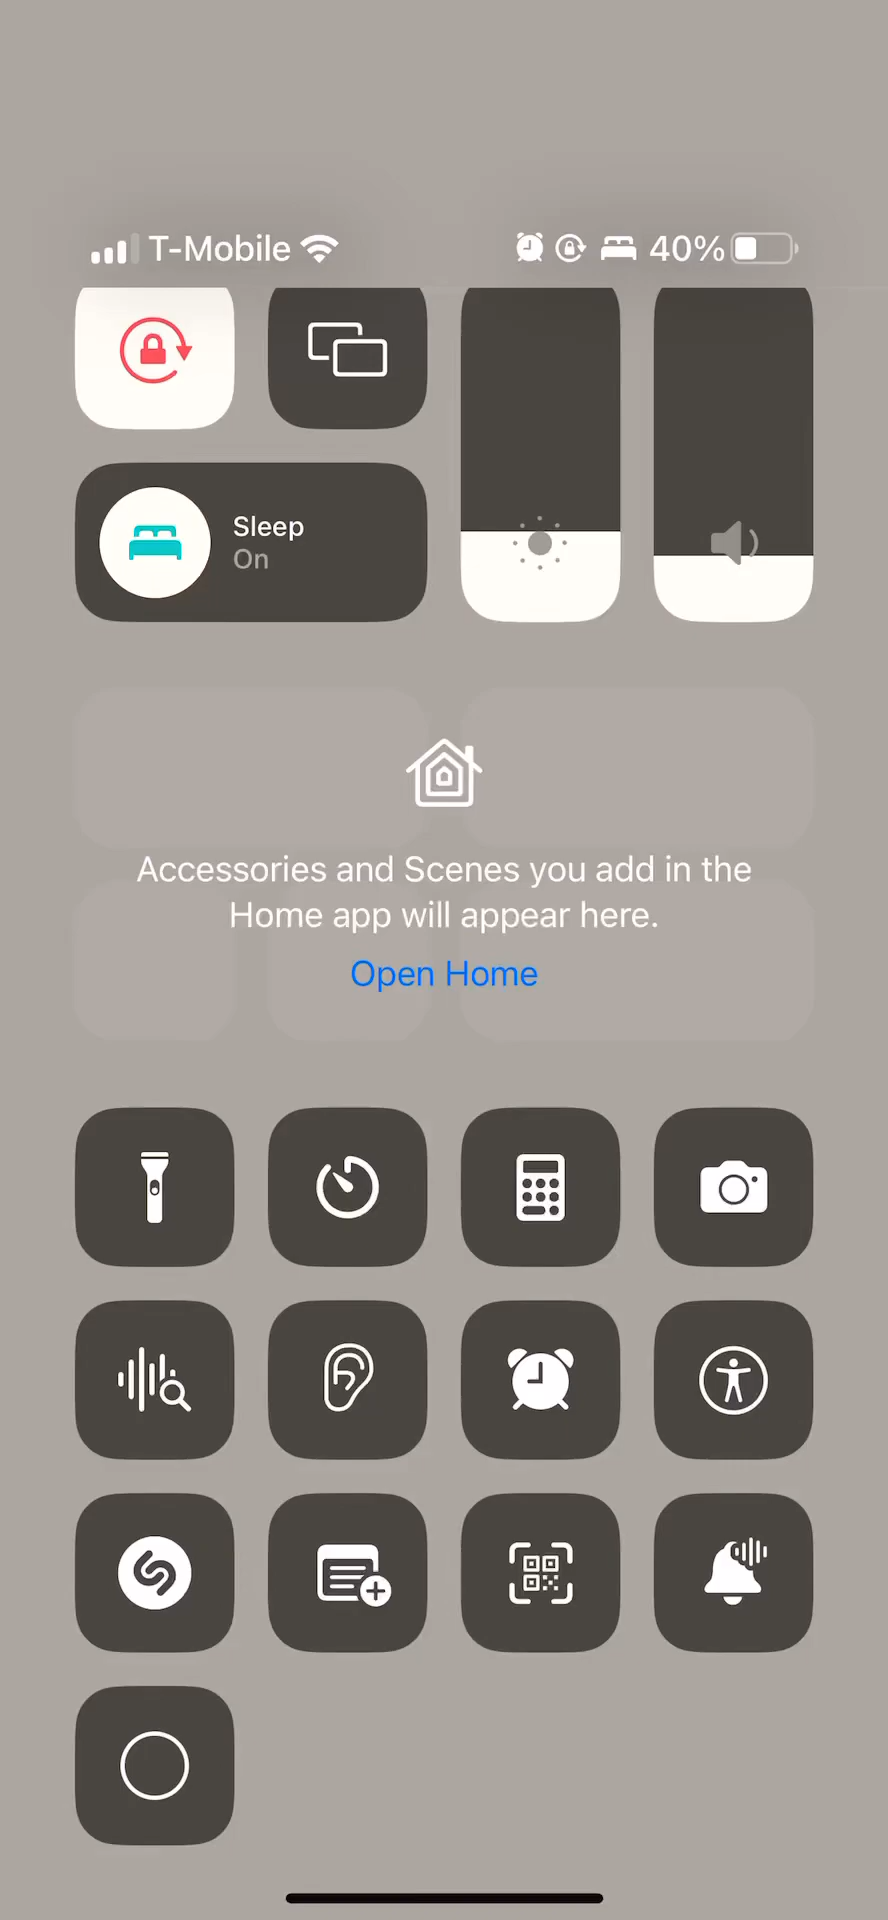 T-Mobile 40%
Sleep
On
Accessories and Scenes you add in the
Home app will appear here.
Open Home